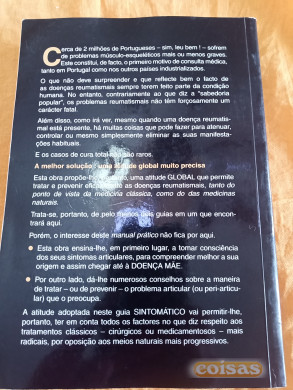 Cerca de 2 milhões de Portugueses – sim, leu bem ! – sofrem
de problemas músculo-esqueléticos mais ou menos graves.
Este constitui, de facto, o primeiro motivo de consulta médica,
tanto em Portugal como nos outros países industrializados.
O que não deve surpreender e que reflecte bem o facto de
as doenças reumatismais sempre terem feito parte da condição
humana. No entanto, contrariamente ao que diz a "sabedoria
popular", os problemas reumatismais não têm forçosamente um
carácter fatal.
Além disso, como irá ver, mesmo quando uma doença reumatis-
mal está presente, há muitas coisas que pode fazer para atenuar,
controlar ou mesmo simplesmente eliminar as suas manifesta-
ções habituais.
E os casos de cura total não são raros.
A melhor solução : uma atitude global muito precisa
Esta obra propõe-lhe, portanto, uma atitude GLOBAL que permite
tratar e prevenir eficazmente as doenças reumatismais, tanto do
ponto de vista da medicina clássica, como do das medicinas
naturais.
Trata-se, portanto, de pelo menos dois guias em um que encon-
trará aqui.
Porém, o interesse deste manual prático não fica por aqui.
• Esta obra ensina-lhe, em primeiro lugar, a tomar consciência
dos seus sintomas articulares, para compreender melhor a sua
origem e assim chegar até à DOENÇA MÃE.
• Por outro lado, dá-lhe numerosos conselhos sobre a maneira
de tratar – ou de prevenir – o problema articular (ou peri-articu-
lar) que o preocupa.
A atitude adoptada neste guia SINTOMÁTICO vai permitir-lhe,
portanto, ter em conta todos os factores no que diz respeito aos
tratamentos clássicos – cirúrgicos ou medicamentosos – mais
radicais, por oposição aos meios naturais mais progressivos.
coisas